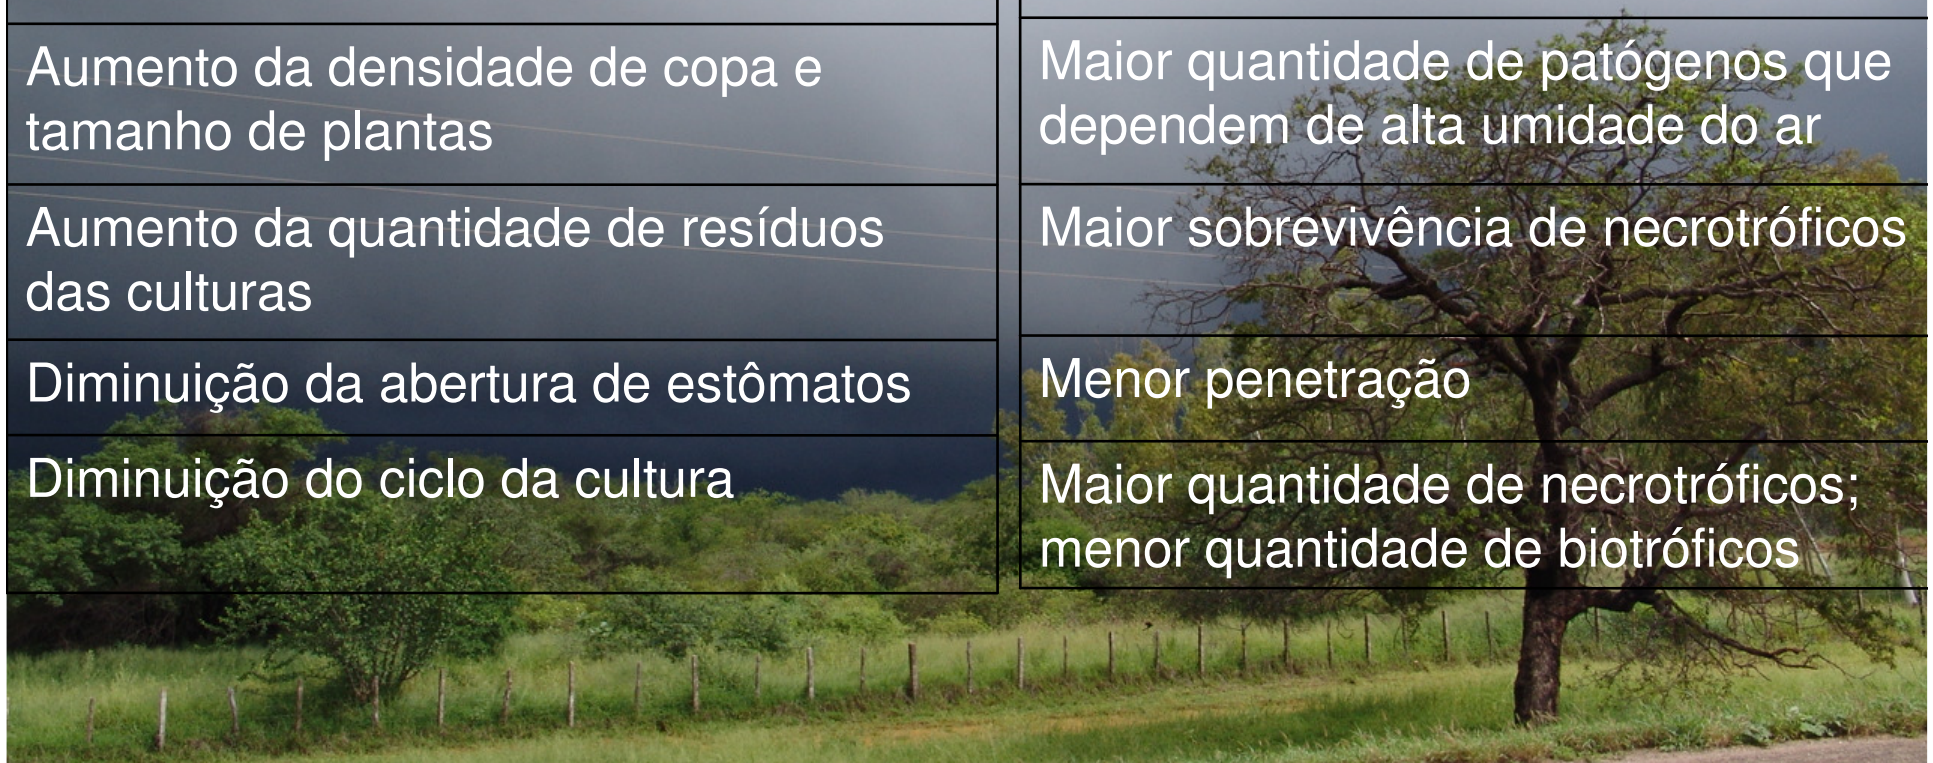 Aumento da densidade de copa e
tamanho de plantas
Maior quantidade de patógenos que
dependem de alta umidade do ar
Aumento da quantidade de resíduos
das culturas
Maior sobrevivência de necrotróficos
Diminuição da abertura de estômatos
Menor penetração
Diminuição do ciclo da cultura
Maior quantidade de necrotróficos;
menor quantidade de biotróficos